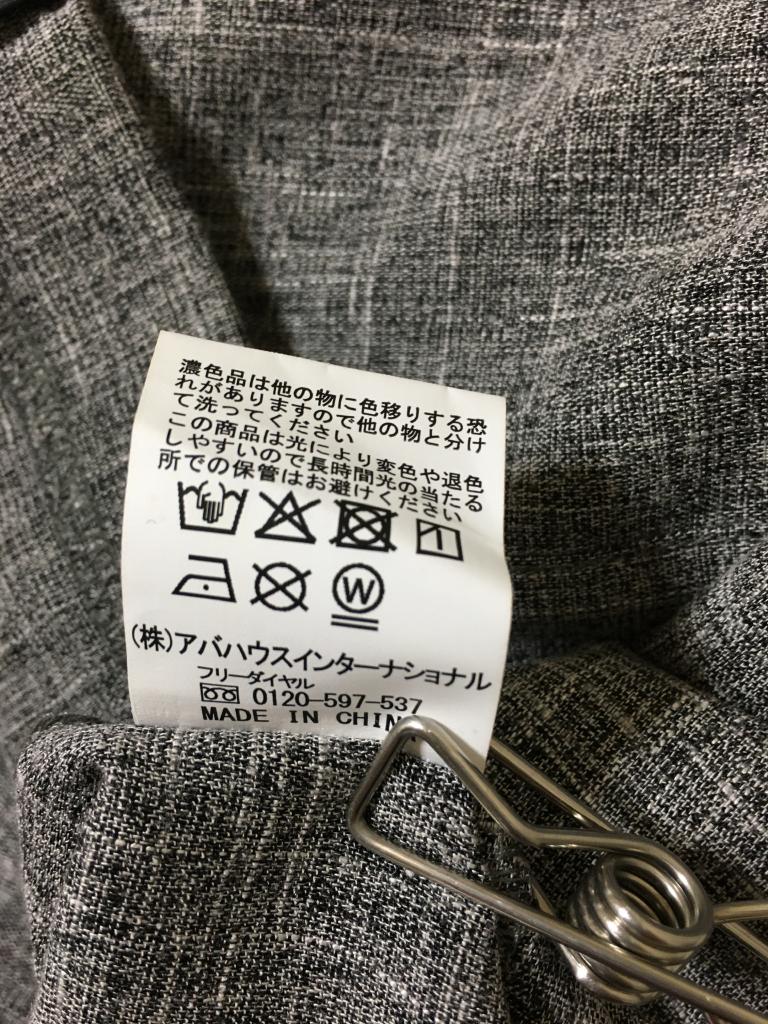 濃色品は他の物に色移りする恐
れがありますので他の物と分け
て洗ってください
この商品は光により変色や退色
しやすいので長時間光の当たる
所での保管はお避けください
W
(株)アバハウスインターナショナル
フリーダイヤル
0120-597-537
MADE IN CHIN